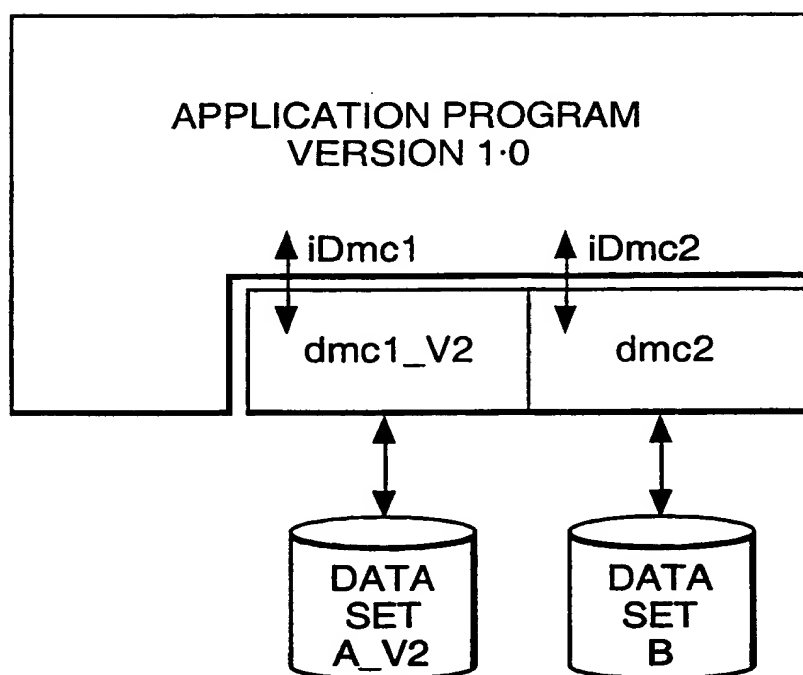 APPLICATION PROGRAM
VERSION 1·0
iDmc1
iDmc2
dmc1_V2
dmc2
DATA
SET
A_V2
DATA
SET
B